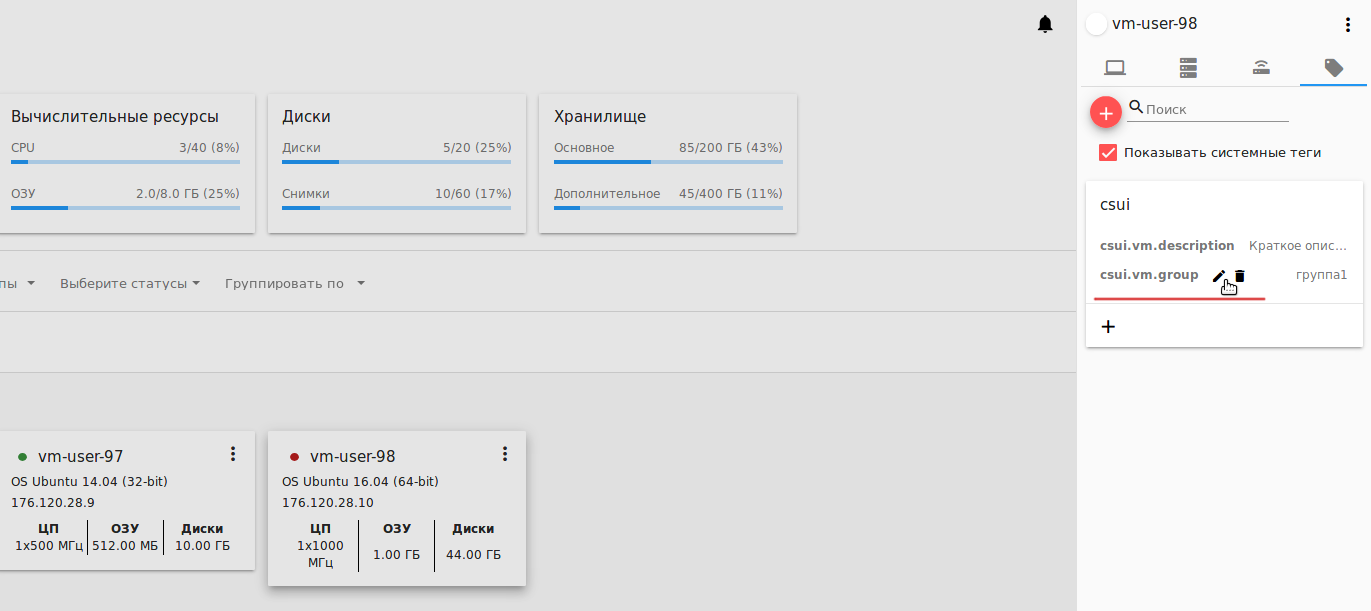 vm-user-98
Вычислительные ресурсы
CPU 3/40 (8%)
ОЗУ 2.0/8.0 ГБ (25%)
Диски
Диски 5/20 (25%)
Снимки 10/60 (17%)
Хранилище
Основное 85/200 ГБ (43%)
Дополнительное 45/400 ГБ (11%)
пы
Выберите статусы
Группировать по
vm-user-97
OS Ubuntu 14.04 (32-bit)
176.120.28.9
ЦП ОЗУ Диски
1x500 МГц 512.00 МБ 10.00 ГБ
vm-user-98
OS Ubuntu 16.04 (64-bit)
176.120.28.10
ЦП ОЗУ Диски
1x1000 1.00 ГБ 44.00 ГБ
МГц
Поиск
Показывать системные теги
csui
csui.vm.description Краткое опис...
csui.vm.group группа1